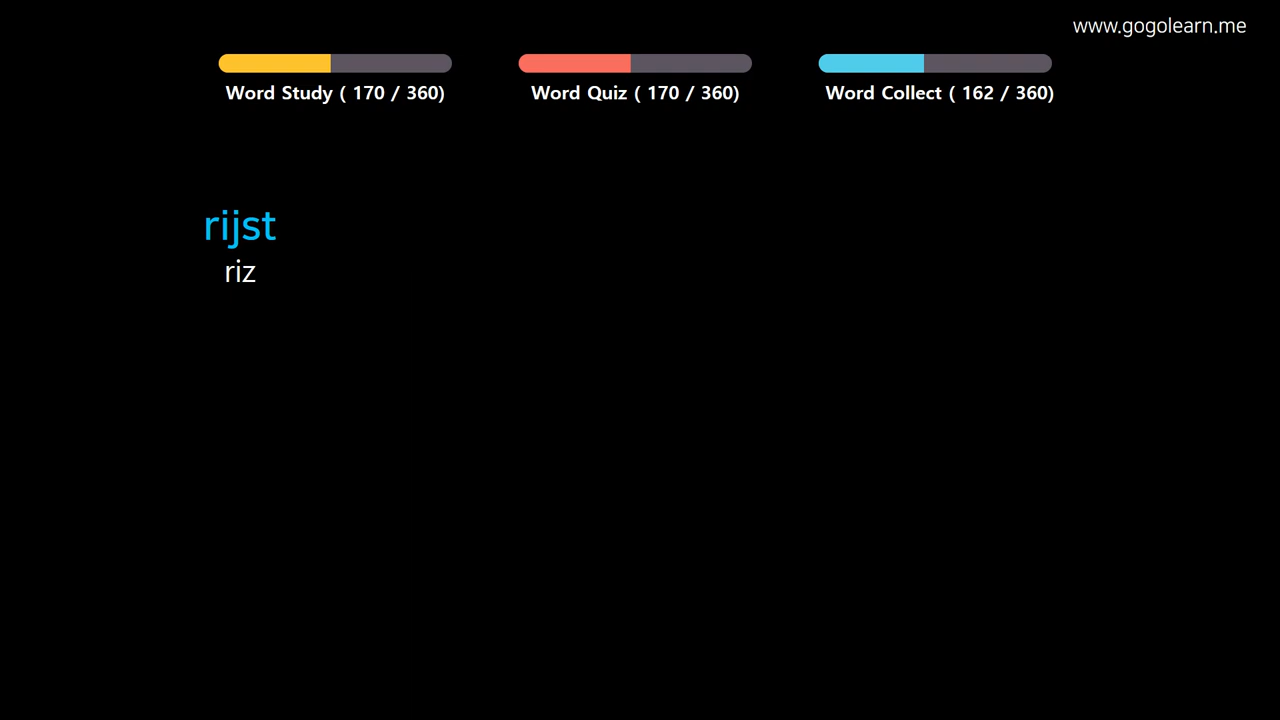 www.gogolearn.me
Word Study ( 170 / 360)
Word Quiz ( 170 / 360)
Word Collect ( 162 / 360)
rijst
riz